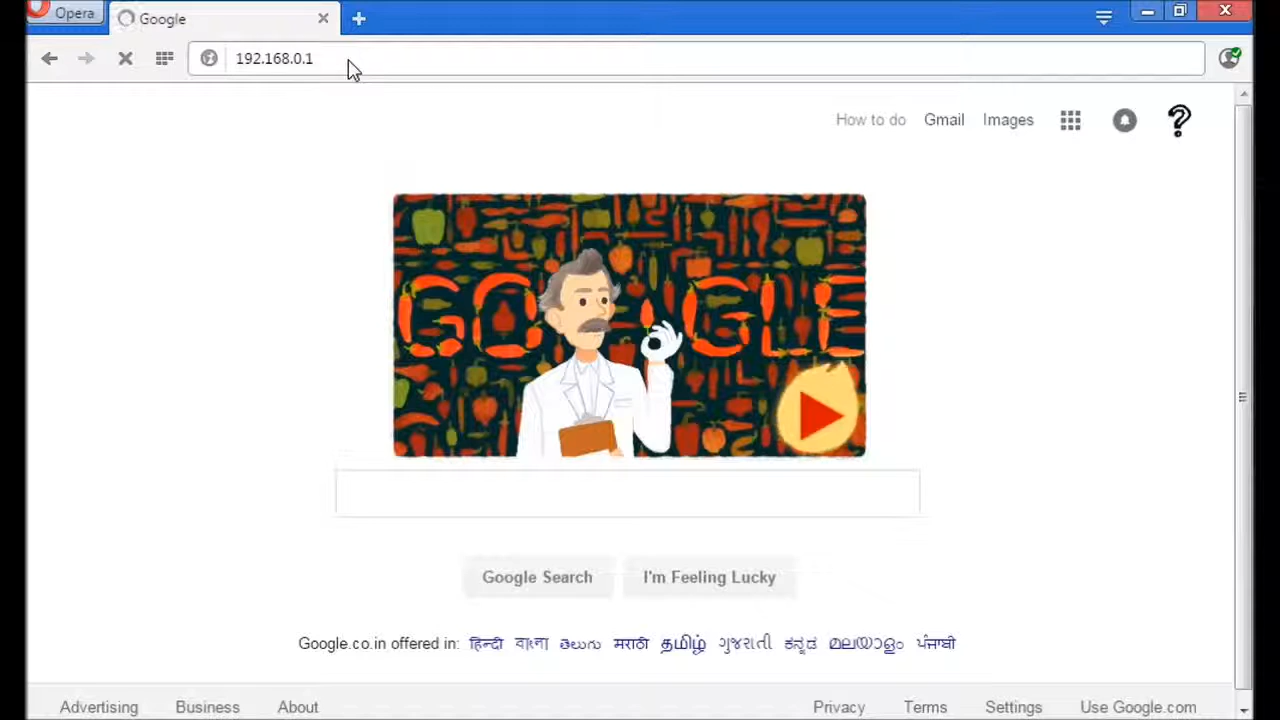 Opera
Google
192.168.0.1
How to do Gmail Images
GOOGLE
Google Search I'm Feeling Lucky
Google.co.in offered in: हिन्दी বাংলা తెలుగు मराठी தமிழ் ગુજરાતી ಕನ್ನಡ മലയാളം ਪੰਜਾਬੀ
Advertising Business About Privacy Terms Settings Use Google.com